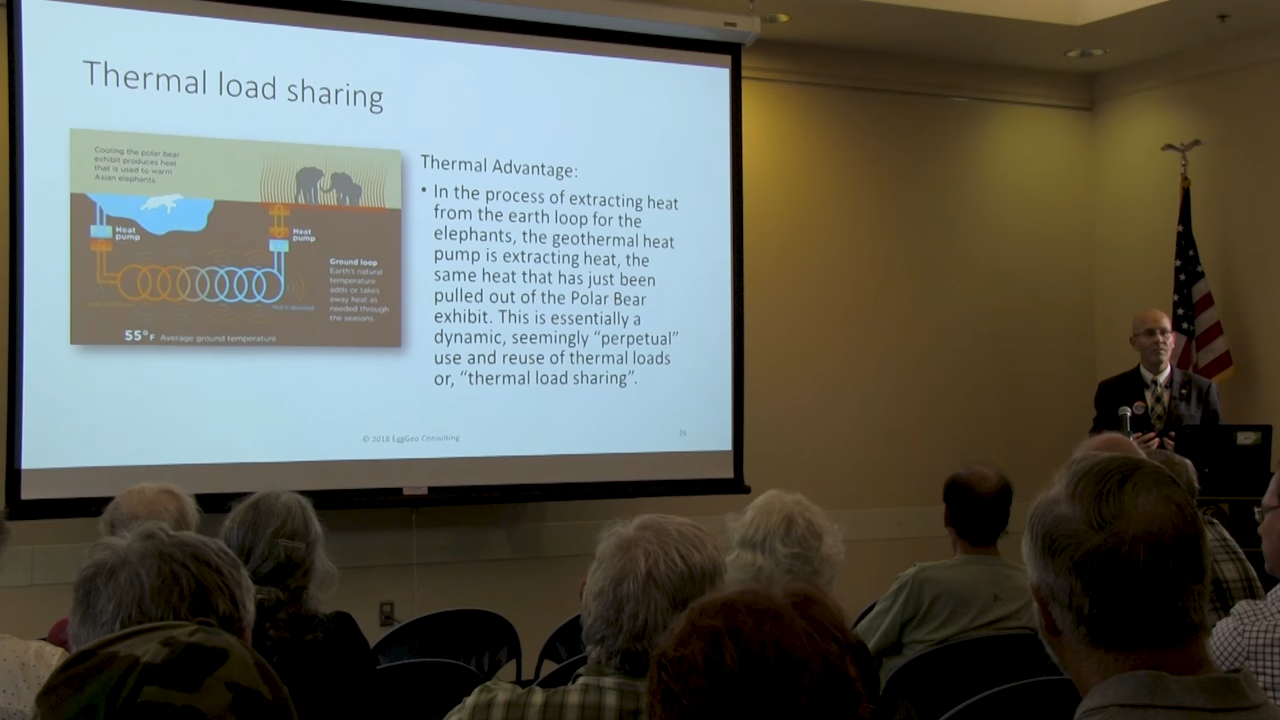 Thermal load sharing
Cooling the polar bear
exhibit produces heat
that is used to warm
Asian elephants.
Heat
pump
Heat
pump
Ground loop
Earth's natural
temperature
adds or takes
away heat as
needed through
the seasons.
55°F Average ground temperature
Thermal Advantage:
• In the process of extracting heat
from the earth loop for the
elephants, the geothermal heat
pump is extracting heat, the
same heat that has just been
pulled out of the Polar Bear
exhibit. This is essentially a
dynamic, seemingly “perpetual”
use and reuse of thermal loads
or, “thermal load sharing”.
© 2018 EggGeo Consulting